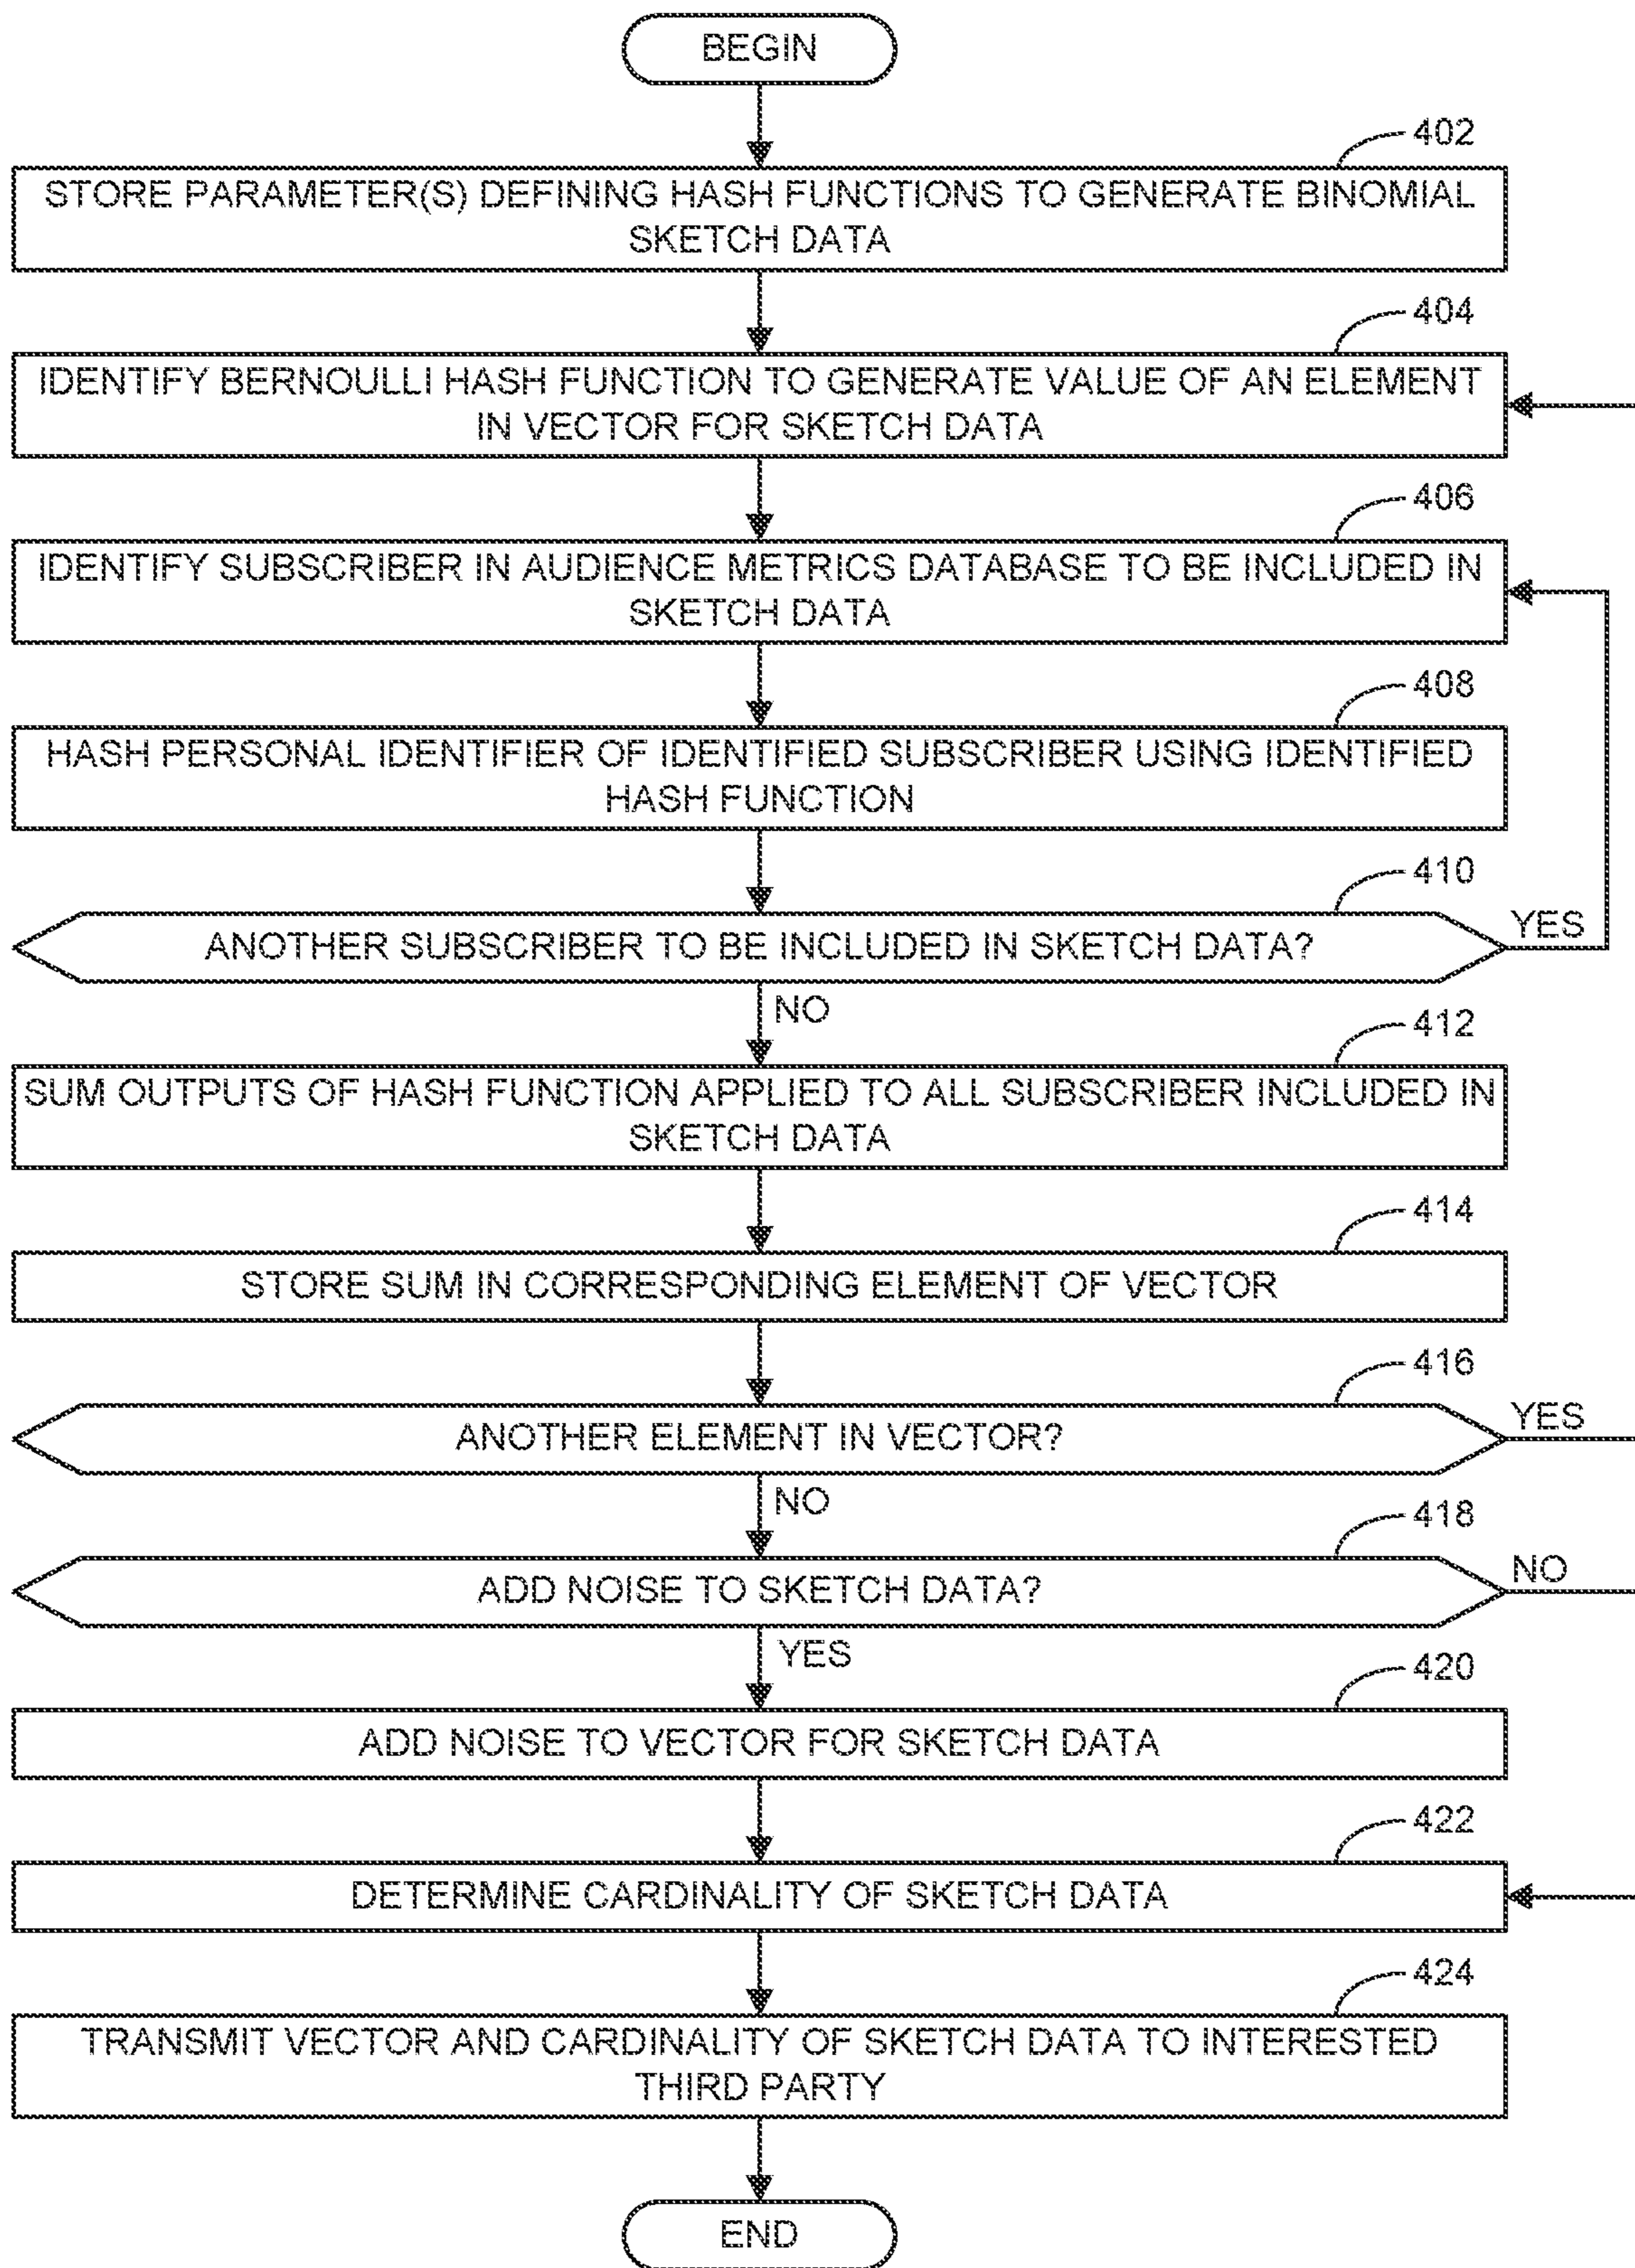 BEGIN
402
STORE PARAMETER(S) DEFINING HASH FUNCTIONS TO GENERATE BINOMIAL
SKETCH DATA
404
IDENTIFY BERNOULLI HASH FUNCTION TO GENERATE VALUE OF AN ELEMENT
IN VECTOR FOR SKETCH DATA
406
IDENTIFY SUBSCRIBER IN AUDIENCE METRICS DATABASE TO BE INCLUDED IN
SKETCH DATA
408
HASH PERSONAL IDENTIFIER OF IDENTIFIED SUBSCRIBER USING IDENTIFIED
HASH FUNCTION
410
ANOTHER SUBSCRIBER TO BE INCLUDED IN SKETCH DATA?
YES
NO
412
SUM OUTPUTS OF HASH FUNCTION APPLIED TO ALL SUBSCRIBER INCLUDED IN
SKETCH DATA
414
STORE SUM IN CORRESPONDING ELEMENT OF VECTOR
416
ANOTHER ELEMENT IN VECTOR?
YES
NO
418
ADD NOISE TO SKETCH DATA?
NO
YES
420
ADD NOISE TO VECTOR FOR SKETCH DATA
422
DETERMINE CARDINALITY OF SKETCH DATA
424
TRANSMIT VECTOR AND CARDINALITY OF SKETCH DATA TO INTERESTED
THIRD PARTY
END